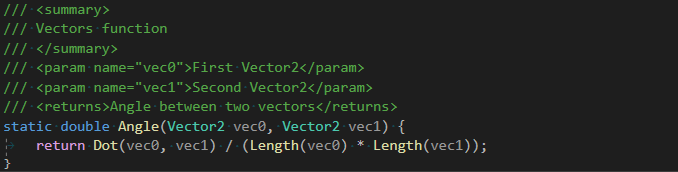 /// <summary>
/// Vectors function
/// </summary>
/// <param name="vec0">First Vector2</param>
/// <param name="vec1">Second Vector2</param>
/// <returns>Angle between two vectors</returns>
static double Angle(Vector2 vec0, Vector2 vec1) {
    return Dot(vec0, vec1) / (Length(vec0) * Length(vec1));
}